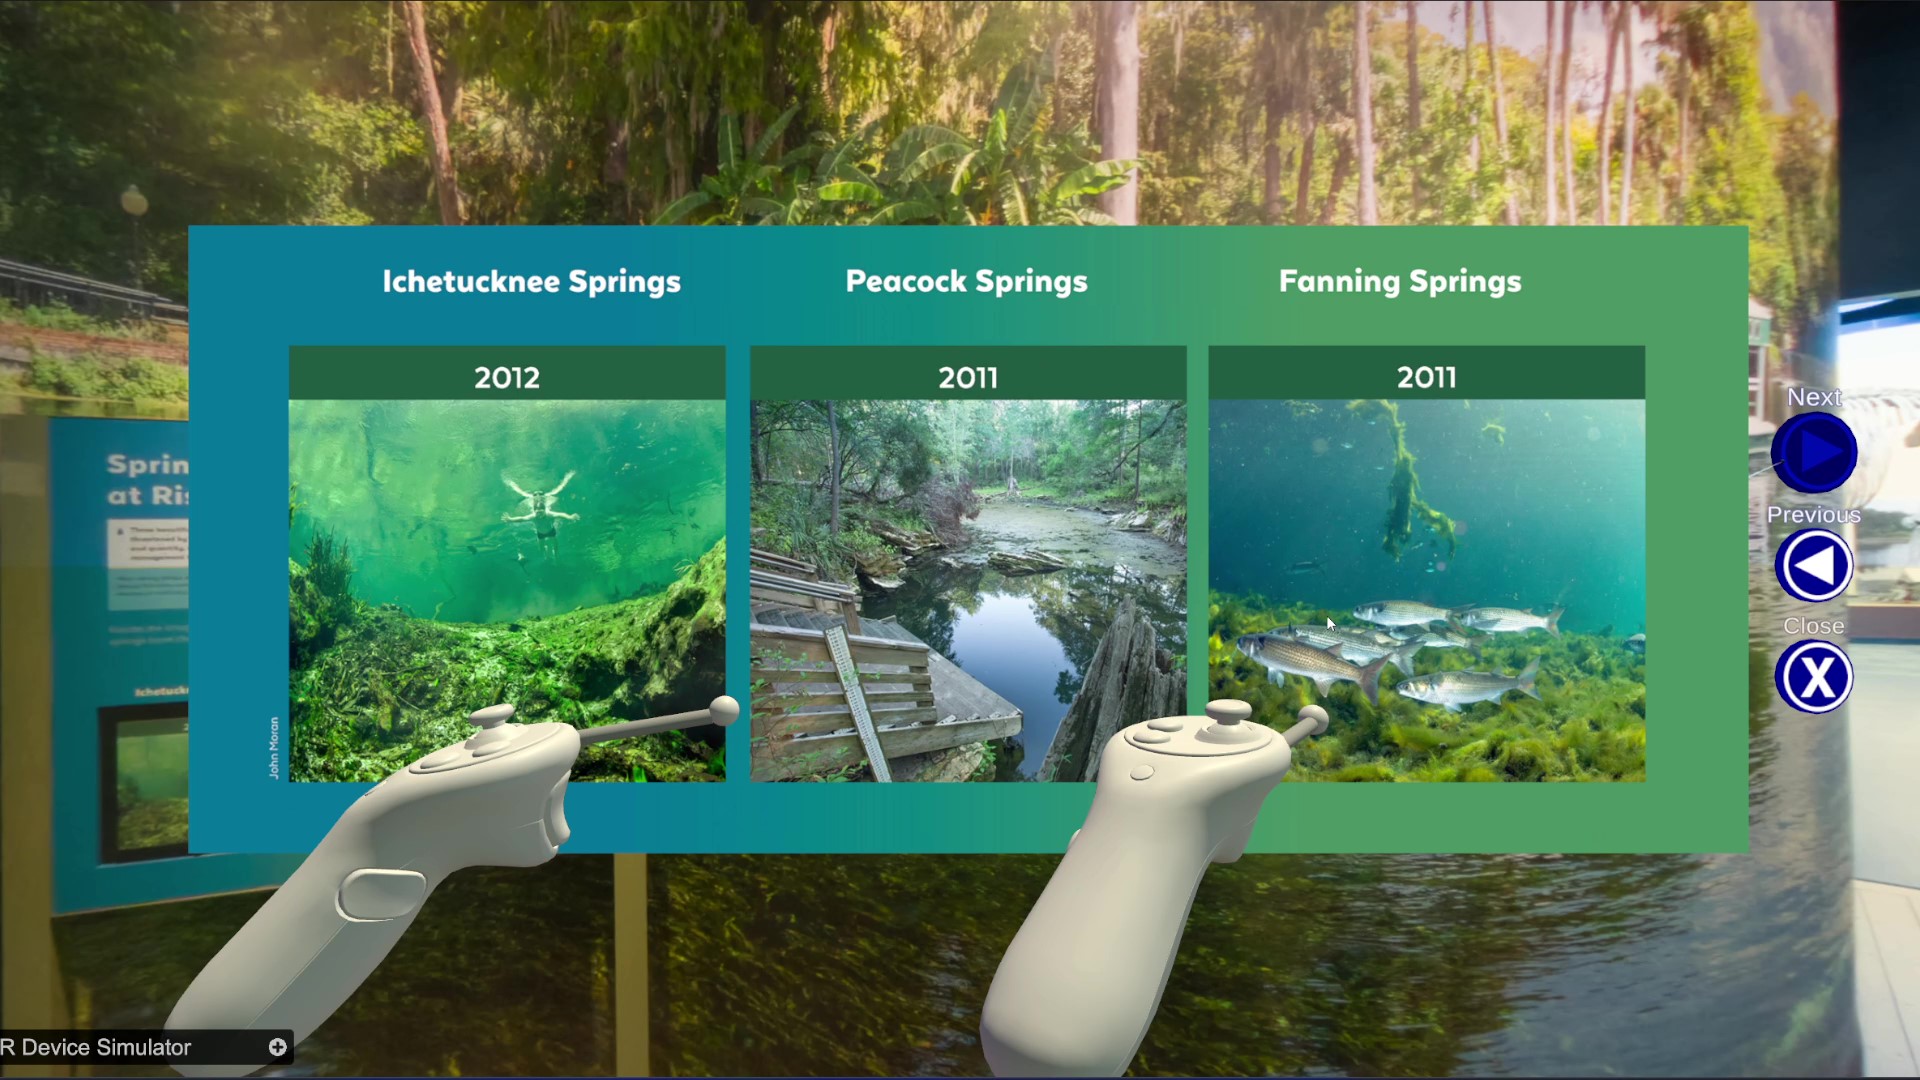 Ichetucknee Springs
Peacock Springs
Fanning Springs
2012
2011
2011
Next
Previous
Close
X
Sprin
at Ris
Ichetuck
John Moran
R Device Simulator